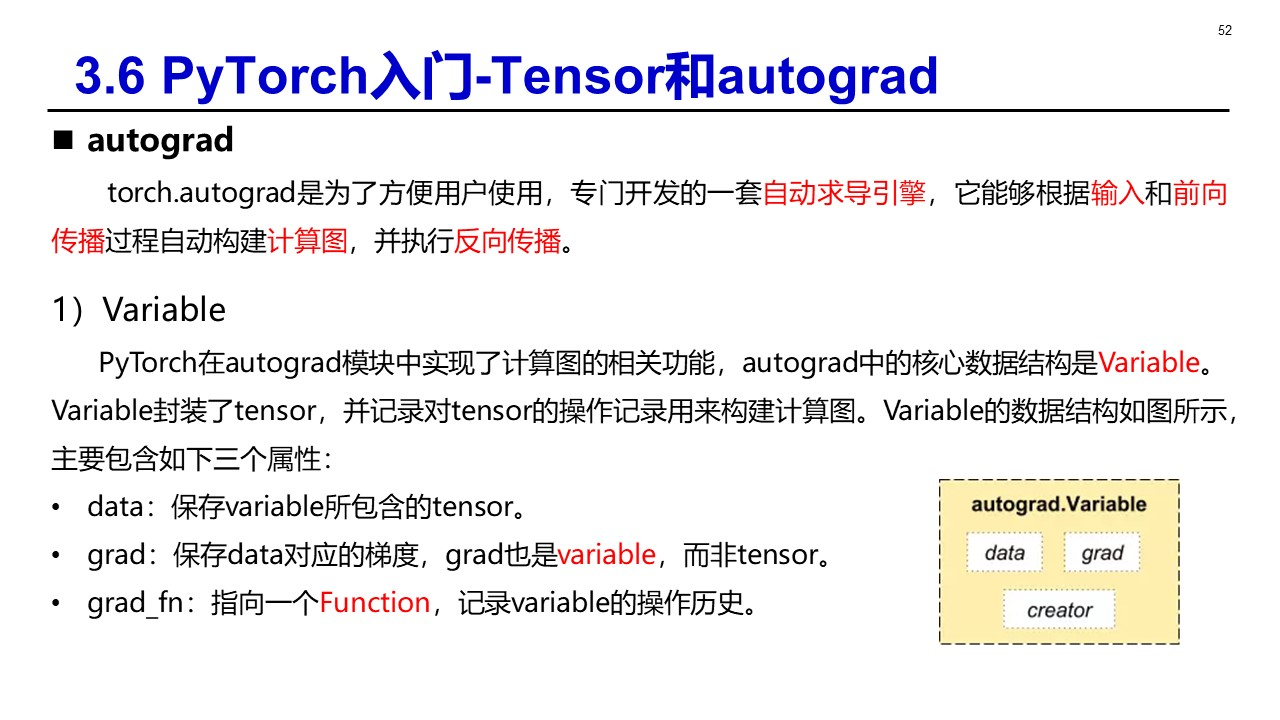 52
3.6 PyTorch入门-Tensor和autograd
■ autograd
torch.autograd是为了方便用户使用，专门开发的一套自动求导引擎，它能够根据输入和前向
传播过程自动构建计算图，并执行反向传播。
1）Variable
PyTorch在autograd模块中实现了计算图的相关功能，autograd中的核心数据结构是Variable。
Variable封装了tensor，并记录对tensor的操作记录用来构建计算图。Variable的数据结构如图所示，
主要包含如下三个属性：
• data：保存variable所包含的tensor。
• grad：保存data对应的梯度，grad也是variable，而非tensor。
• grad_fn：指向一个Function，记录variable的操作历史。
autograd.Variable
data grad
creator